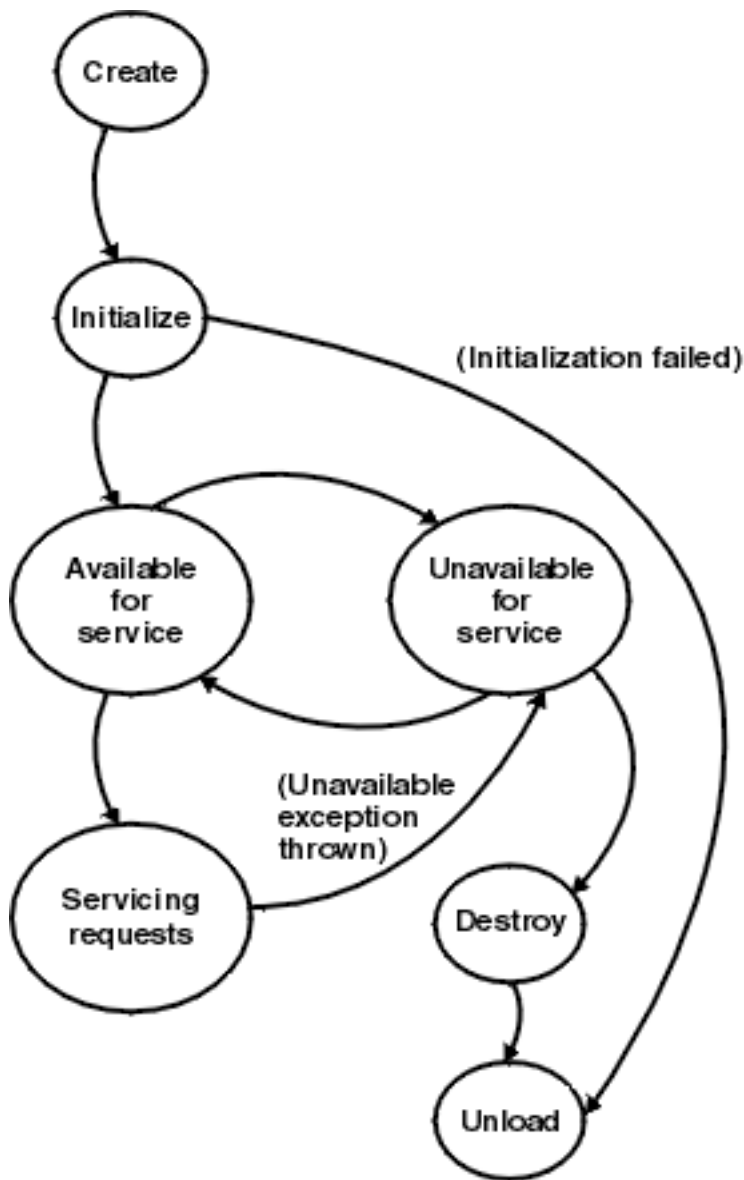 Create
Initialize
(Initialization failed)
Available
for
service
Unavailable
for
service
(Unavailable
exception
thrown)
Servicing
requests
Destroy
Unload